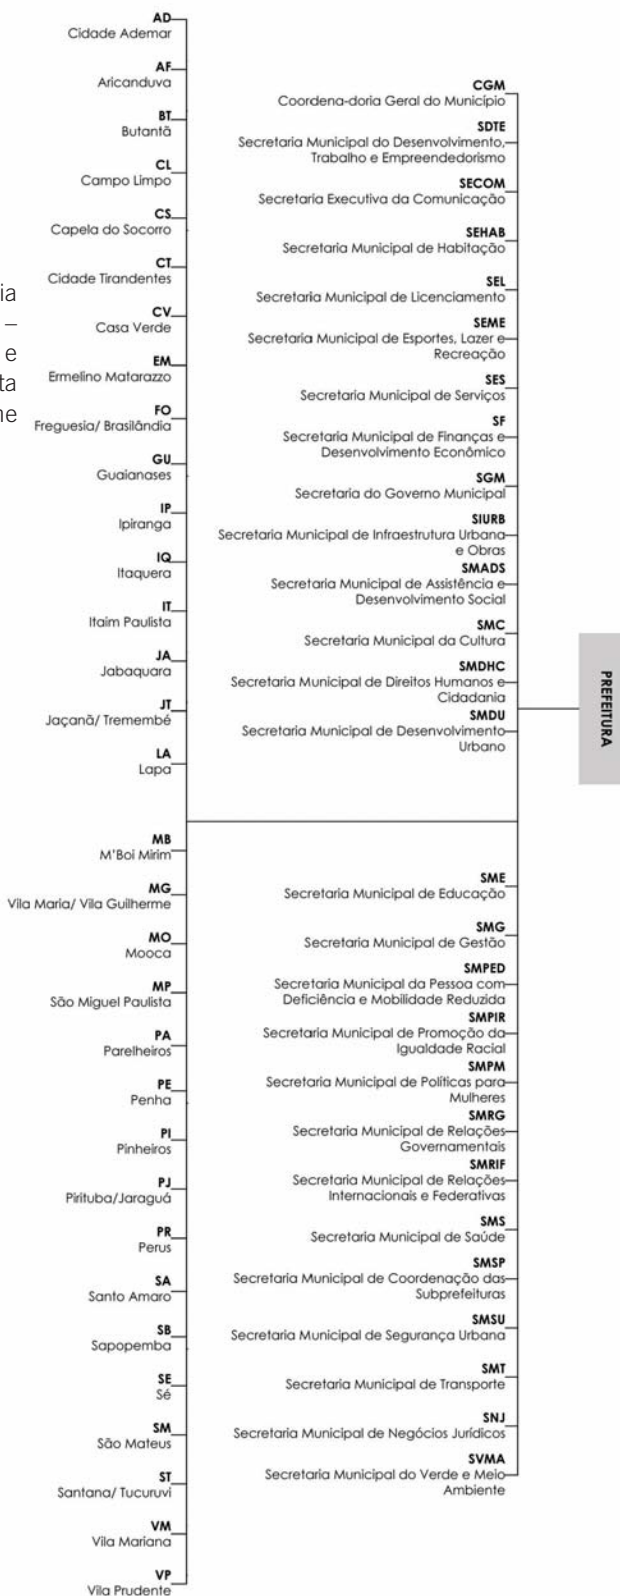 AD
Cidade Ademar
AF
Aricanduva
BT
Butantã
CL
Campo Limpo
CS
Capela do Socorro
CT
Cidade Tirandentes
CV
Casa Verde
EM
Ermelino Matarazzo
FO
Freguesia/ Brasilândia
GU
Guaianases
IP
Ipiranga
IQ
Itaquera
IT
Itaim Paulista
JA
Jabaquara
JT
Jaçanã/ Tremembé
LA
Lapa
MB
M'Boi Mirim
MG
Vila Maria/ Vila Guilherme
MO
Mooca
MP
São Miguel Paulista
PA
Parelheiros
PE
Penha
PI
Pinheiros
PJ
Pirituba/Jaraguá
PR
Perus
SA
Santo Amaro
SB
Sapopemba
SE
Sé
SM
São Mateus
ST
Santana/ Tucuruvi
VM
Vila Mariana
VP
Vila Prudente
ia
–
e
ta
ne
CGM
Coordena-doria Geral do Município
SDTE
Secretaria Municipal do Desenvolvimento,
Trabalho e Empreendedorismo
SECOM
Secretaria Executiva da Comunicação
SEHAB
Secretaria Municipal de Habitação
SEL
Secretaria Municipal de Licenciamento
SEME
Secretaria Municipal de Esportes, Lazer e
Recreação
SES
Secretaria Municipal de Serviços
SF
Secretaria Municipal de Finanças e
Desenvolvimento Econômico
SGM
Secretaria do Governo Municipal
SIURB
Secretaria Municipal de Infraestrutura Urbana
e Obras
SMADS
Secretaria Municipal de Assistência e
Desenvolvimento Social
SMC
Secretaria Municipal da Cultura
SMDHC
Secretaria Municipal de Direitos Humanos e
Cidadania
SMDU
Secretaria Municipal de Desenvolvimento
Urbano
SME
Secretaria Municipal de Educação
SMG
Secretaria Municipal de Gestão
SMPED
Secretaria Municipal da Pessoa com
Deficiência e Mobilidade Reduzida
SMPIR
Secretaria Municipal de Promoção da
Igualdade Racial
SMPM
Secretaria Municipal de Políticas para
Mulheres
SMRG
Secretaria Municipal de Relações
Governamentais
SMRIF
Secretaria Municipal de Relações
Internacionais e Federativas
SMS
Secretaria Municipal de Saúde
SMSP
Secretaria Municipal de Coordenação das
Subprefeituras
SMSU
Secretaria Municipal de Segurança Urbana
SMT
Secretaria Municipal de Transporte
SNJ
Secretaria Municipal de Negócios Jurídicos
SVMA
Secretaria Municipal do Verde e Meio
Ambiente
PREFEITURA